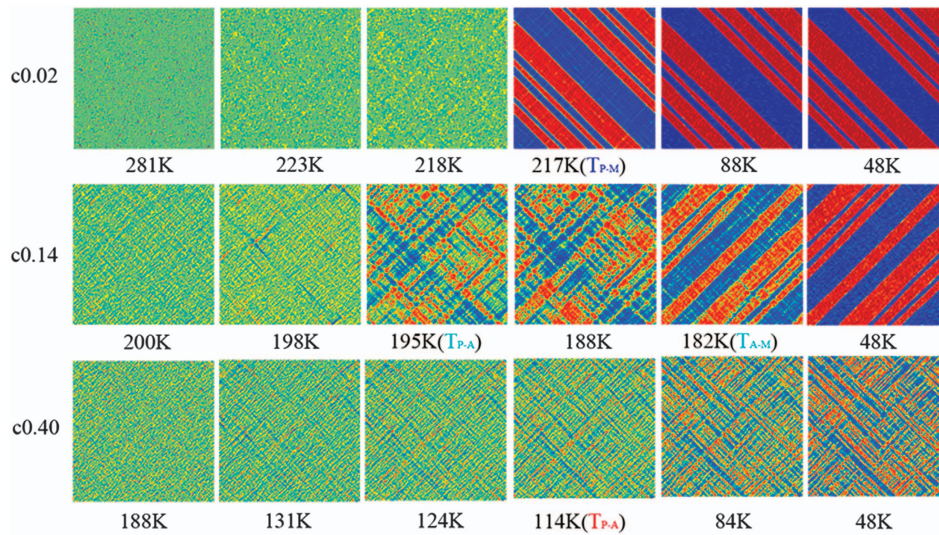 c0.02
281K 223K 218K 217K(TP-M) 88K 48K
c0.14
200K 198K 195K(TP-A) 188K 182K(TA-M) 48K
c0.40
188K 131K 124K 114K(TP-A) 84K 48K